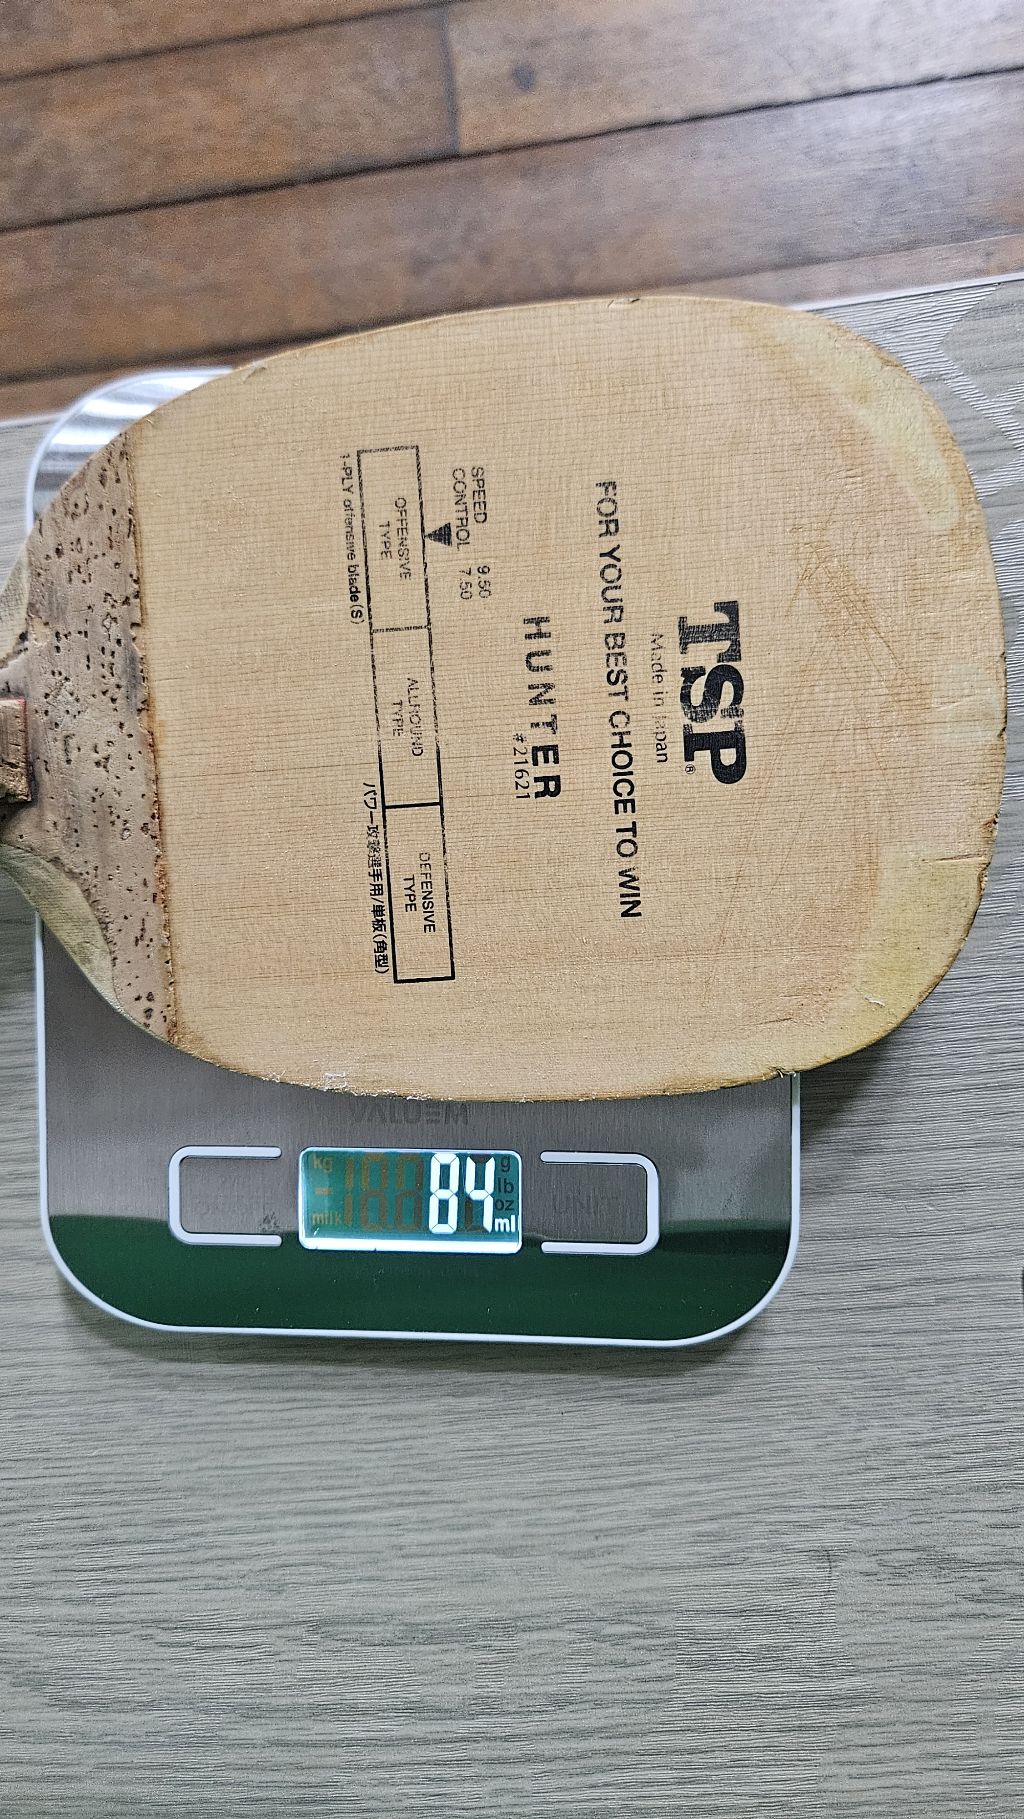 TSP®
Made in Japan
FOR YOUR BEST CHOICE TO WIN
HUNTER
#21621
SPEED 9.50
CONTROL 7.50
OFFENSIVE TYPE
ALLROUND TYPE
DEFENSIVE TYPE
1-PLY offensive blade(S)
パワー攻撃選手用/単板(角型)
kg
84
g
lb
oz
milk
ml
UNIT